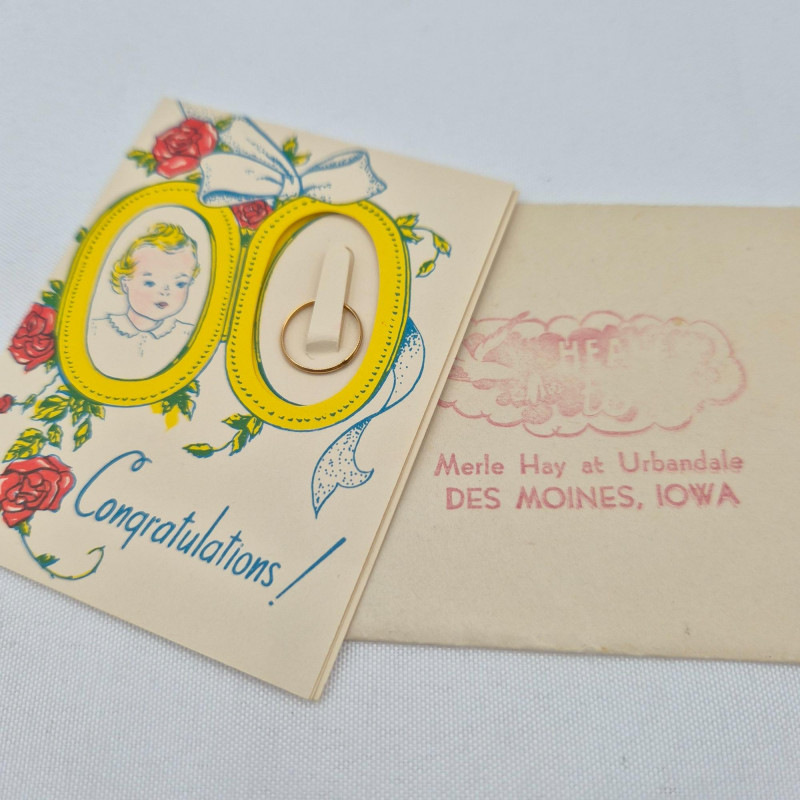 Congratulations!
Merle Hay at Urbandale
DES MOINES, IOWA